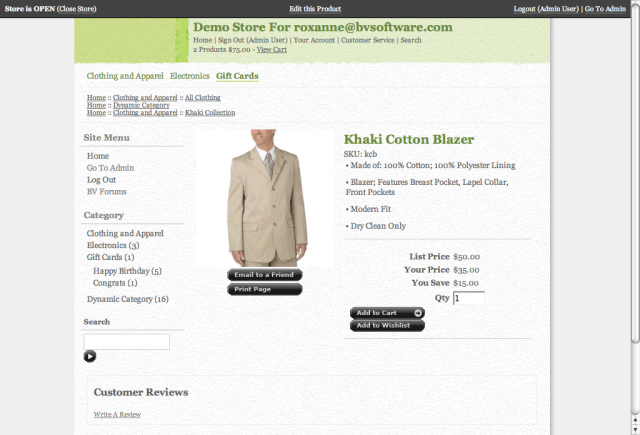 Store is OPEN (Close Store) Edit this Product Logout (Admin User) | Go To Admin
Demo Store For roxanne@bvsoftware.com
Home | Sign Out (Admin User) | Your Account | Customer Service | Search
2 Products $75.00 - View Cart
Clothing and Apparel Electronics Gift Cards
Home :: Clothing and Apparel :: All Clothing
Home :: Dynamic Category
Home :: Clothing and Apparel :: Khaki Collection
Site Menu
Home
Go To Admin
Log Out
BV Forums
Category
Clothing and Apparel
Electronics (3)
Gift Cards (1)
Happy Birthday (5)
Congrats (1)
Dynamic Category (16)
Search
Email to a Friend
Print Page
Khaki Cotton Blazer
SKU: kcb
• Made of: 100% Cotton; 100% Polyester Lining
• Blazer; Features Breast Pocket, Lapel Collar,
Front Pockets
• Modern Fit
• Dry Clean Only
List Price $50.00
Your Price $35.00
You Save $15.00
Qty 1
Add to Cart
Add to Wishlist
Customer Reviews
Write A Review